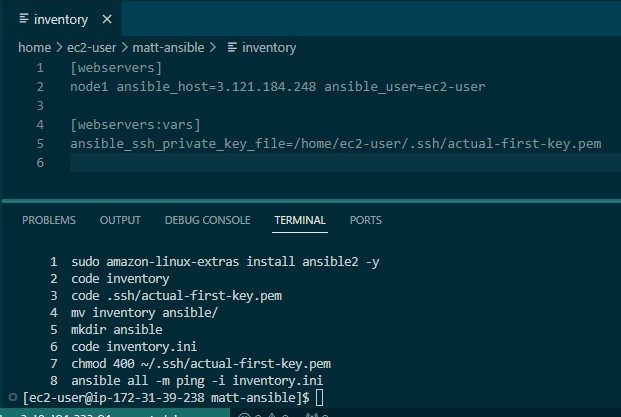 inventory
home > ec2-user > matt-ansible > inventory
1 [webservers]
2 node1 ansible_host=3.121.184.248 ansible_user=ec2-user
3
4 [webservers:vars]
5 ansible_ssh_private_key_file=/home/ec2-user/.ssh/actual-first-key.pem
6
PROBLEMS OUTPUT DEBUG CONSOLE TERMINAL PORTS
1 sudo amazon-linux-extras install ansible2 -y
2 code inventory
3 code .ssh/actual-first-key.pem
4 mv inventory ansible/
5 mkdir ansible
6 code inventory.ini
7 chmod 400 ~/.ssh/actual-first-key.pem
8 ansible all -m ping -i inventory.ini
[ec2-user@ip-172-31-39-238 matt-ansible]$